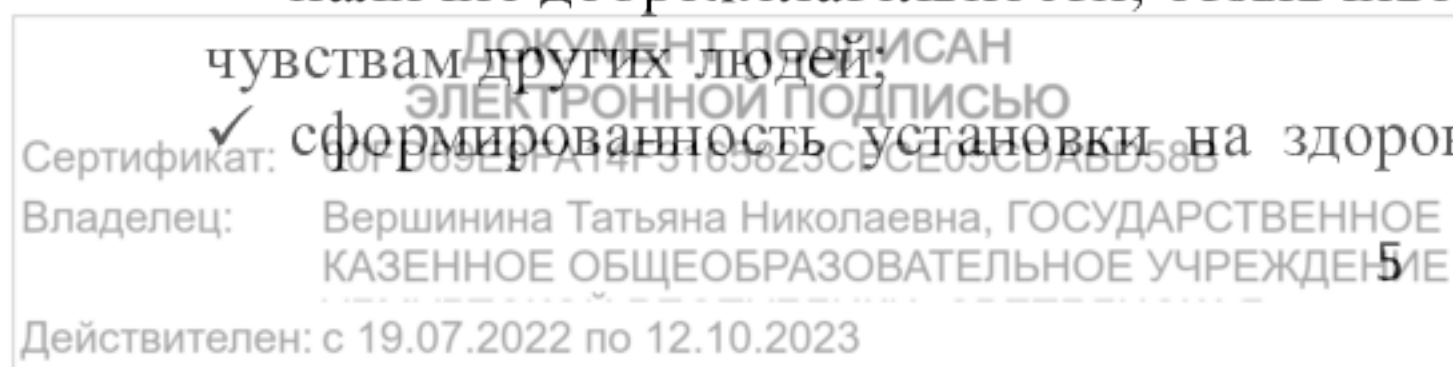 чувствам других людей;
ДОКУМЕНТ ПОДПИСАН
ЭЛЕКТРОННОЙ ПОДПИСЬЮ
✓ сформированность установки на
Сертификат:
Владелец: Вершинина Татьяна Николаевна, ГОСУДАРСТВЕННОЕ
КАЗЕННОЕ ОБЩЕОБРАЗОВАТЕЛЬНОЕ УЧРЕЖДЕНИЕ
5
Действителен: с 19.07.2022 по 12.10.2023